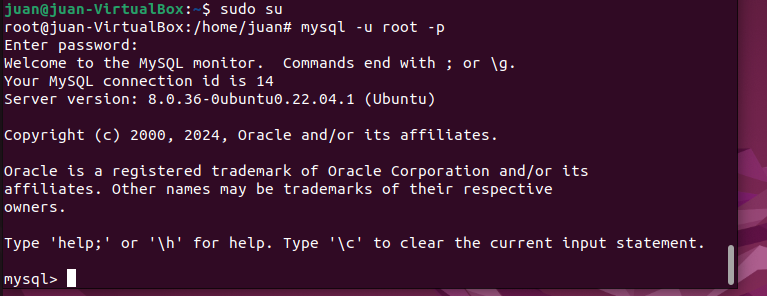 juan@juan-VirtualBox:~$ sudo su
root@juan-VirtualBox:/home/juan# mysql -u root -p
Enter password:
Welcome to the MySQL monitor.  Commands end with ; or \g.
Your MySQL connection id is 14
Server version: 8.0.36-0ubuntu0.22.04.1 (Ubuntu)
Copyright (c) 2000, 2024, Oracle and/or its affiliates.
Oracle is a registered trademark of Oracle Corporation and/or its
affiliates. Other names may be trademarks of their respective
owners.
Type 'help;' or '\h' for help. Type '\c' to clear the current input statement.
mysql>